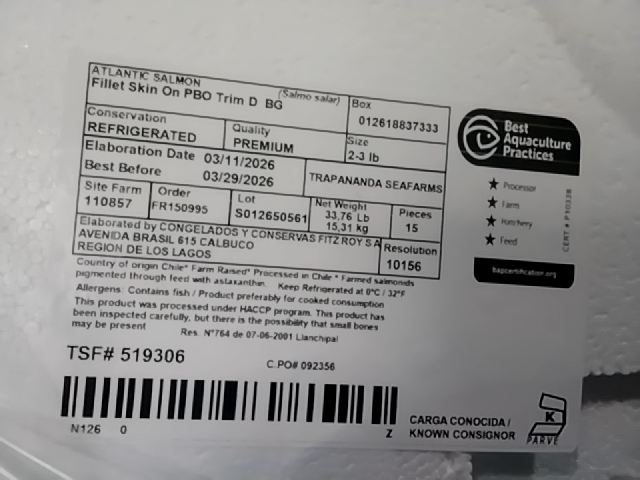 ATLANTIC SALMON
(Salmo salar)
Fillet Skin On PBO Trim D BG
Box
012618837333
Conservation
REFRIGERATED
Quality
PREMIUM
Size
2-3 lb
Elaboration Date 03/11/2026
Best Before 03/29/2026
TRAPANANDA SEAFARMS
Site Farm
110857
Order
FR150995
Lot
S012650561
Net Weight
33,76 Lb
15,31 kg
Pieces
15
Elaborated by CONGELADOS Y CONSERVAS FITZ ROY S A
AVENIDA BRASIL 615 CALBUCO
REGION DE LOS LAGOS
Resolution
10156
Country of origin Chile* Farm Raised* Processed in Chile * Farmed salmonids
pigmented through feed with astaxanthin. Keep Refrigerated at 0°C / 32°F
Allergens: Contains fish / Product preferably for cooked consumption
This product was processed under HACCP program. This product has
been inspected carefully, but there is the possibility that small bones
may be present
Res. N°764 de 07-06-2001 Llanchipal
TSF# 519306
C.PO# 092356
N126 0
Z
CARGA CONOCIDA /
KNOWN CONSIGNOR
K
PARVE
Best
Aquaculture
Practices
Processor
Farm
Hatchery
Feed
CERT # P10338
bapcertification.org